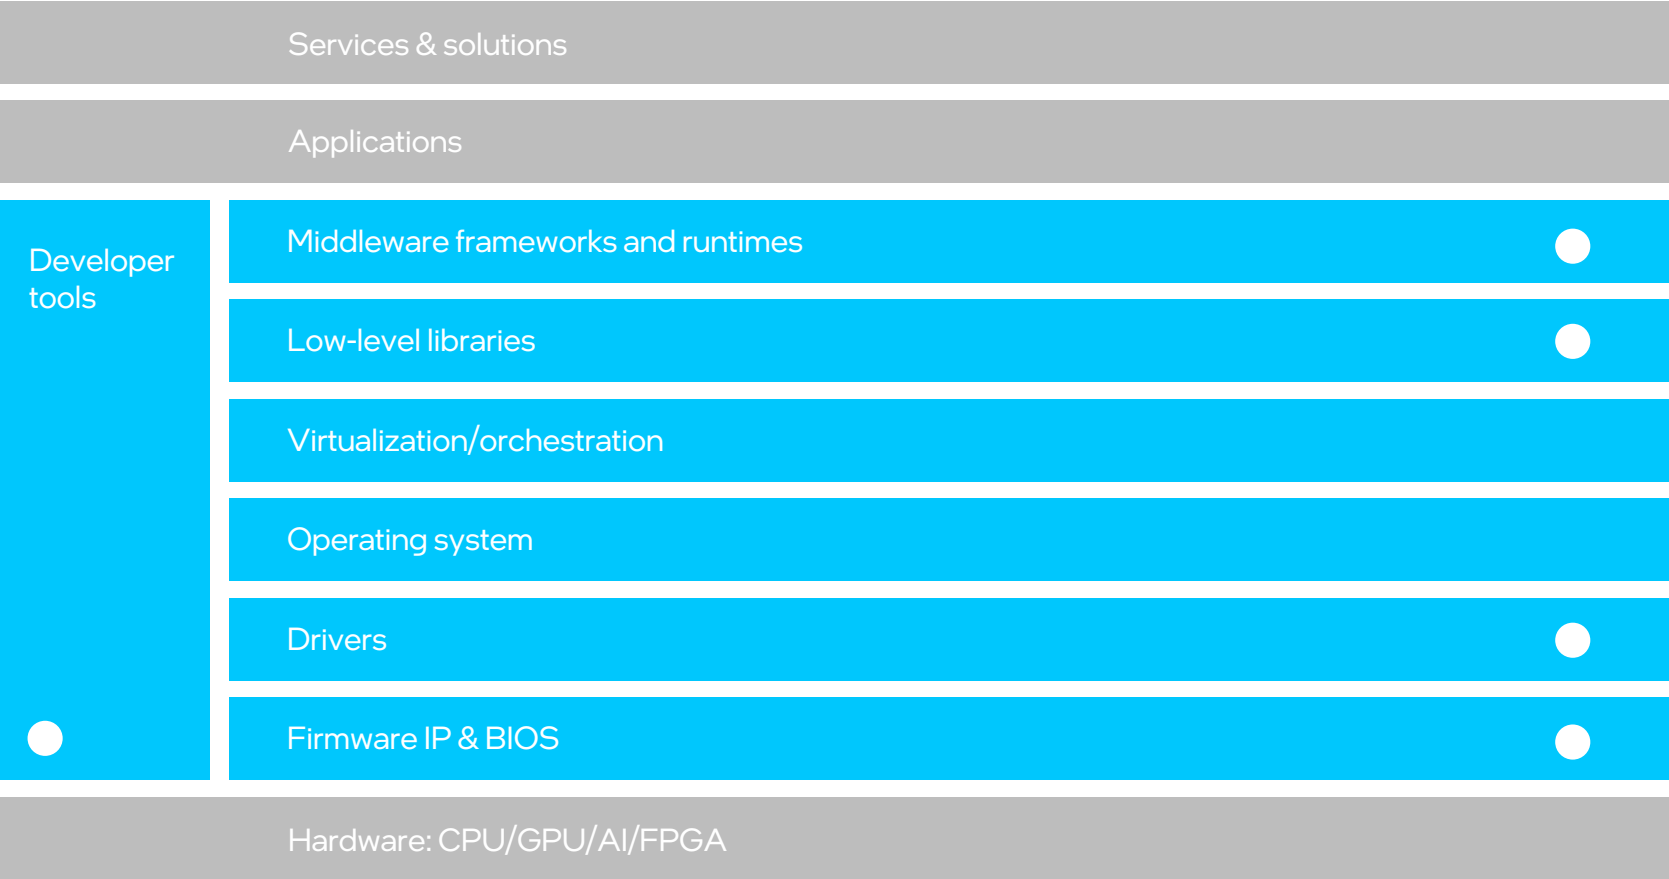 Services & solutions
Applications
Developer
tools
Middleware frameworks and runtimes
Low-level libraries
Virtualization/orchestration
Operating system
Drivers
Firmware IP & BIOS
Hardware: CPU/GPU/AI/FPGA